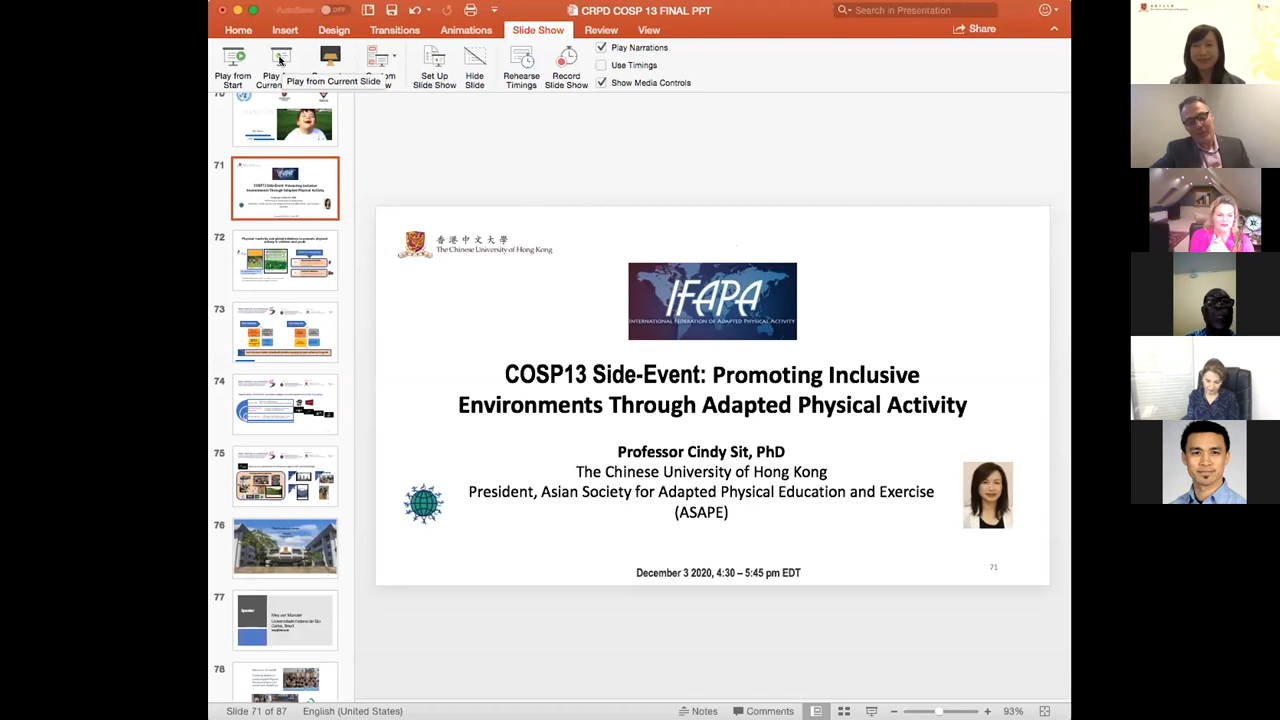 AutoSave OFF
CRPD COSP 13 FINAL PPT
Search in Presentation
Home Insert Design Transitions Animations Slide Show Review View
Share
Play from Start
Play
Current
Play from Current Slide
Set Up Slide Show
Hide Slide
Rehearse Timings
Record Slide Show
Play Narrations
Use Timings
Show Media Controls
70
71
72
73
74
75
76
77
78
Speaker
香港中文大學
The Chinese University of Hong Kong
IFAPA
INTERNATIONAL FEDERATION OF ADAPTED PHYSICAL ACTIVITY
COSP13 Side-Event: Promoting Inclusive
Environments Through Adapted Physical Activity
Professor Cindy Sit, PhD
The Chinese University of Hong Kong
President, Asian Society for Adapted Physical Education and Exercise
(ASAPE)
December 3 2020, 4:30 – 5:45 pm EDT
71
Slide 71 of 87
English (United States)
Notes
Comments
93%